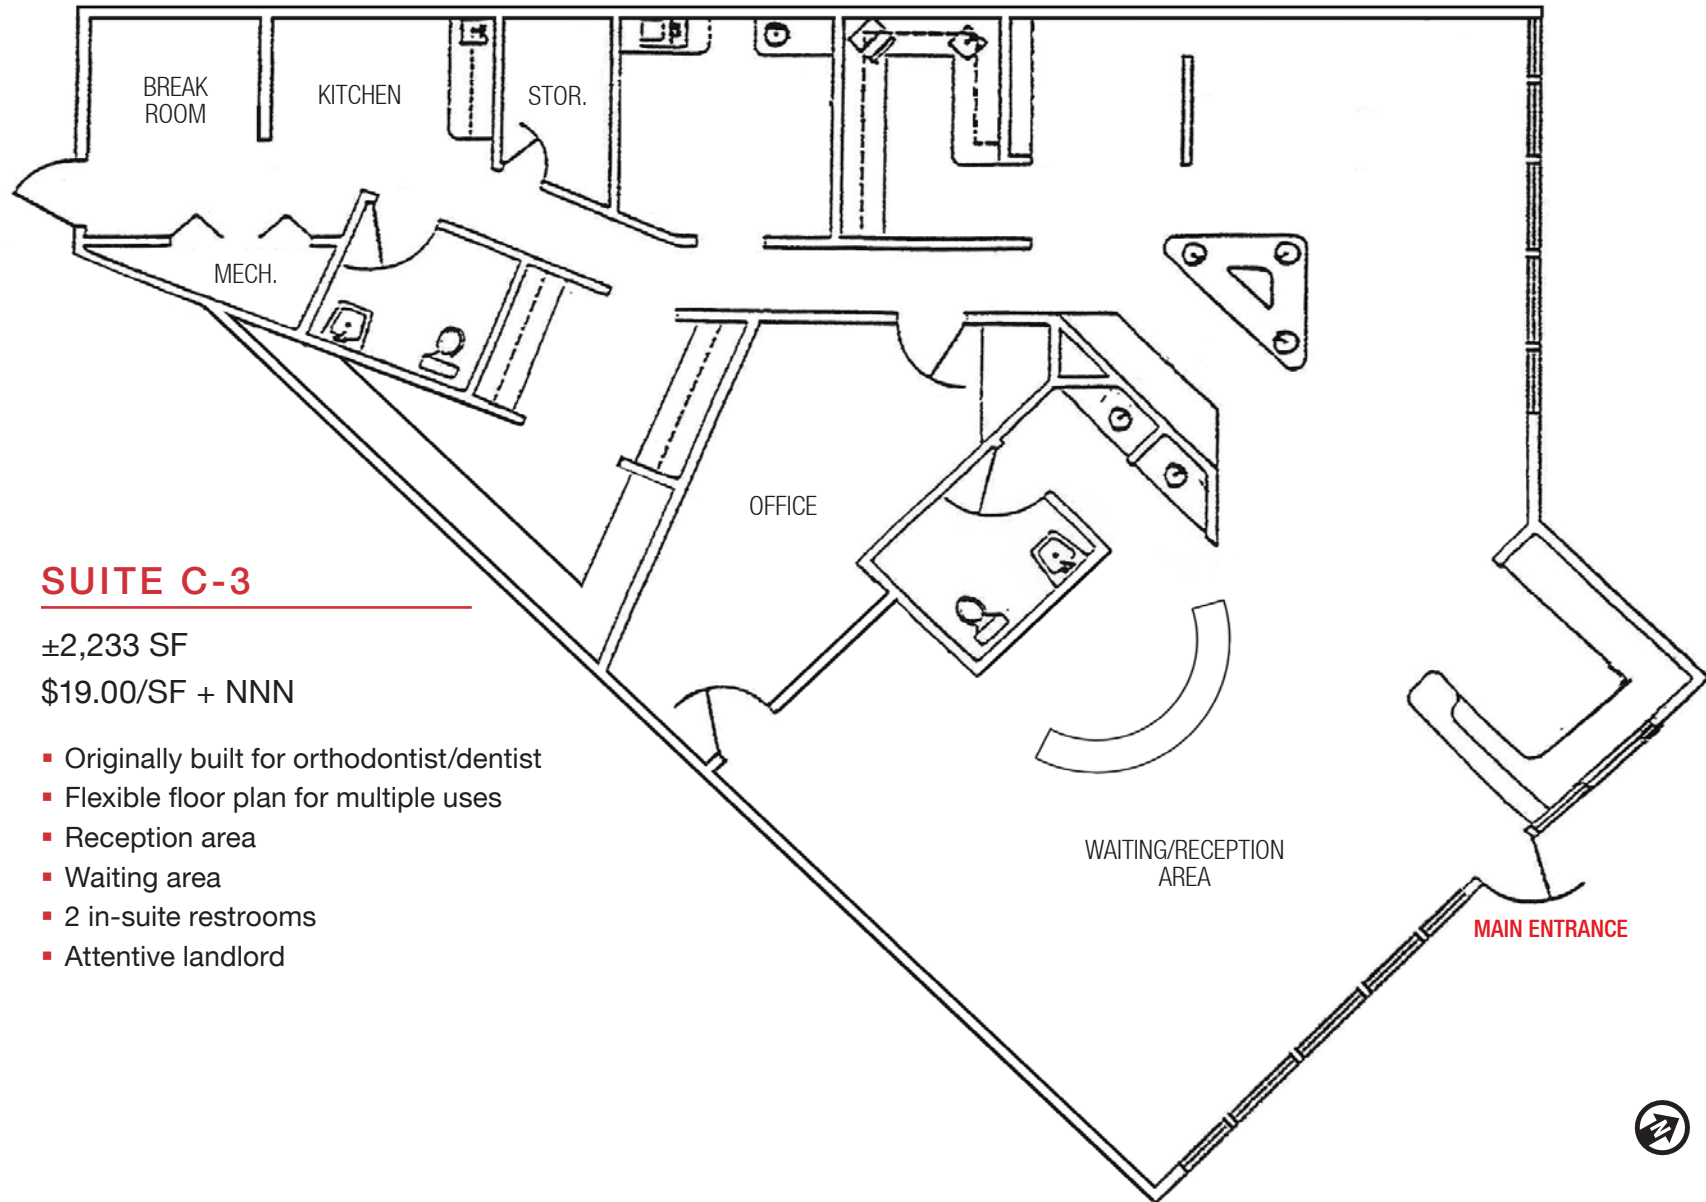 BREAK
ROOM
KITCHEN
STOR.
MECH.
OFFICE
SUITE C-3
±2,233 SF
$19.00/SF + NNN
▪ Originally built for orthodontist/dentist
▪ Flexible floor plan for multiple uses
▪ Reception area
▪ Waiting area
▪ 2 in-suite restrooms
▪ Attentive landlord
WAITING/RECEPTION
AREA
MAIN ENTRANCE
N